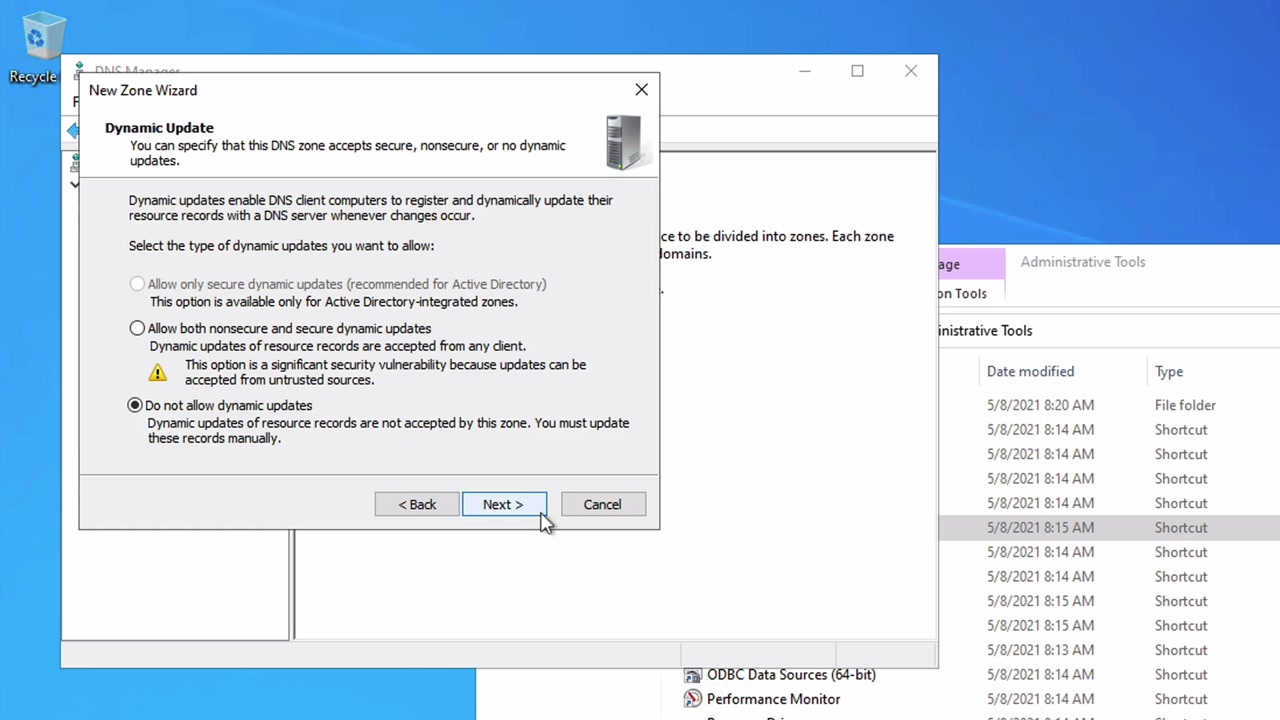 Recycle
DNS Manager
F
New Zone Wizard
Dynamic Update
You can specify that this DNS zone accepts secure, nonsecure, or no dynamic
updates.
Dynamic updates enable DNS client computers to register and dynamically update their
resource records with a DNS server whenever changes occur.
Select the type of dynamic updates you want to allow:
Allow only secure dynamic updates (recommended for Active Directory)
This option is available only for Active Directory-integrated zones.
Allow both nonsecure and secure dynamic updates
Dynamic updates of resource records are accepted from any client.
This option is a significant security vulnerability because updates can be
accepted from untrusted sources.
Do not allow dynamic updates
Dynamic updates of resource records are not accepted by this zone. You must update
these records manually.
< Back
Next >
Cancel
ce to be divided into zones. Each zone
domains.
age
Administrative Tools
on Tools
inistrative Tools
Date modified
Type
5/8/2021 8:20 AM File folder
5/8/2021 8:14 AM Shortcut
5/8/2021 8:14 AM Shortcut
5/8/2021 8:14 AM Shortcut
5/8/2021 8:14 AM Shortcut
5/8/2021 8:15 AM Shortcut
5/8/2021 8:14 AM Shortcut
5/8/2021 8:14 AM Shortcut
5/8/2021 8:15 AM Shortcut
5/8/2021 8:15 AM Shortcut
5/8/2021 8:13 AM Shortcut
ODBC Data Sources (64-bit) 5/8/2021 8:14 AM Shortcut
Performance Monitor 5/8/2021 8:14 AM Shortcut